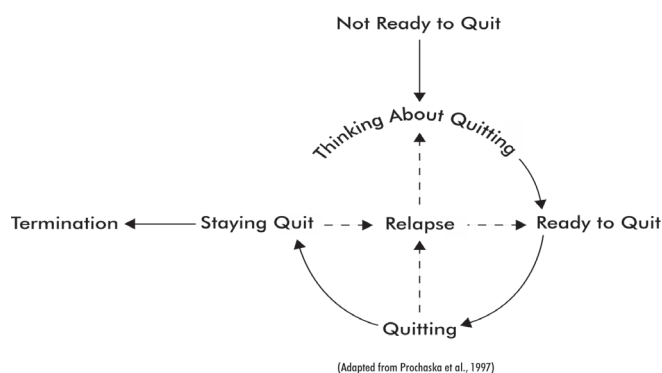 Not Ready to Quit
Thinking About Quitting
Termination
Staying Quit
Relapse
Ready to Quit
Quitting
(Adapted from Prochaska et al., 1997)